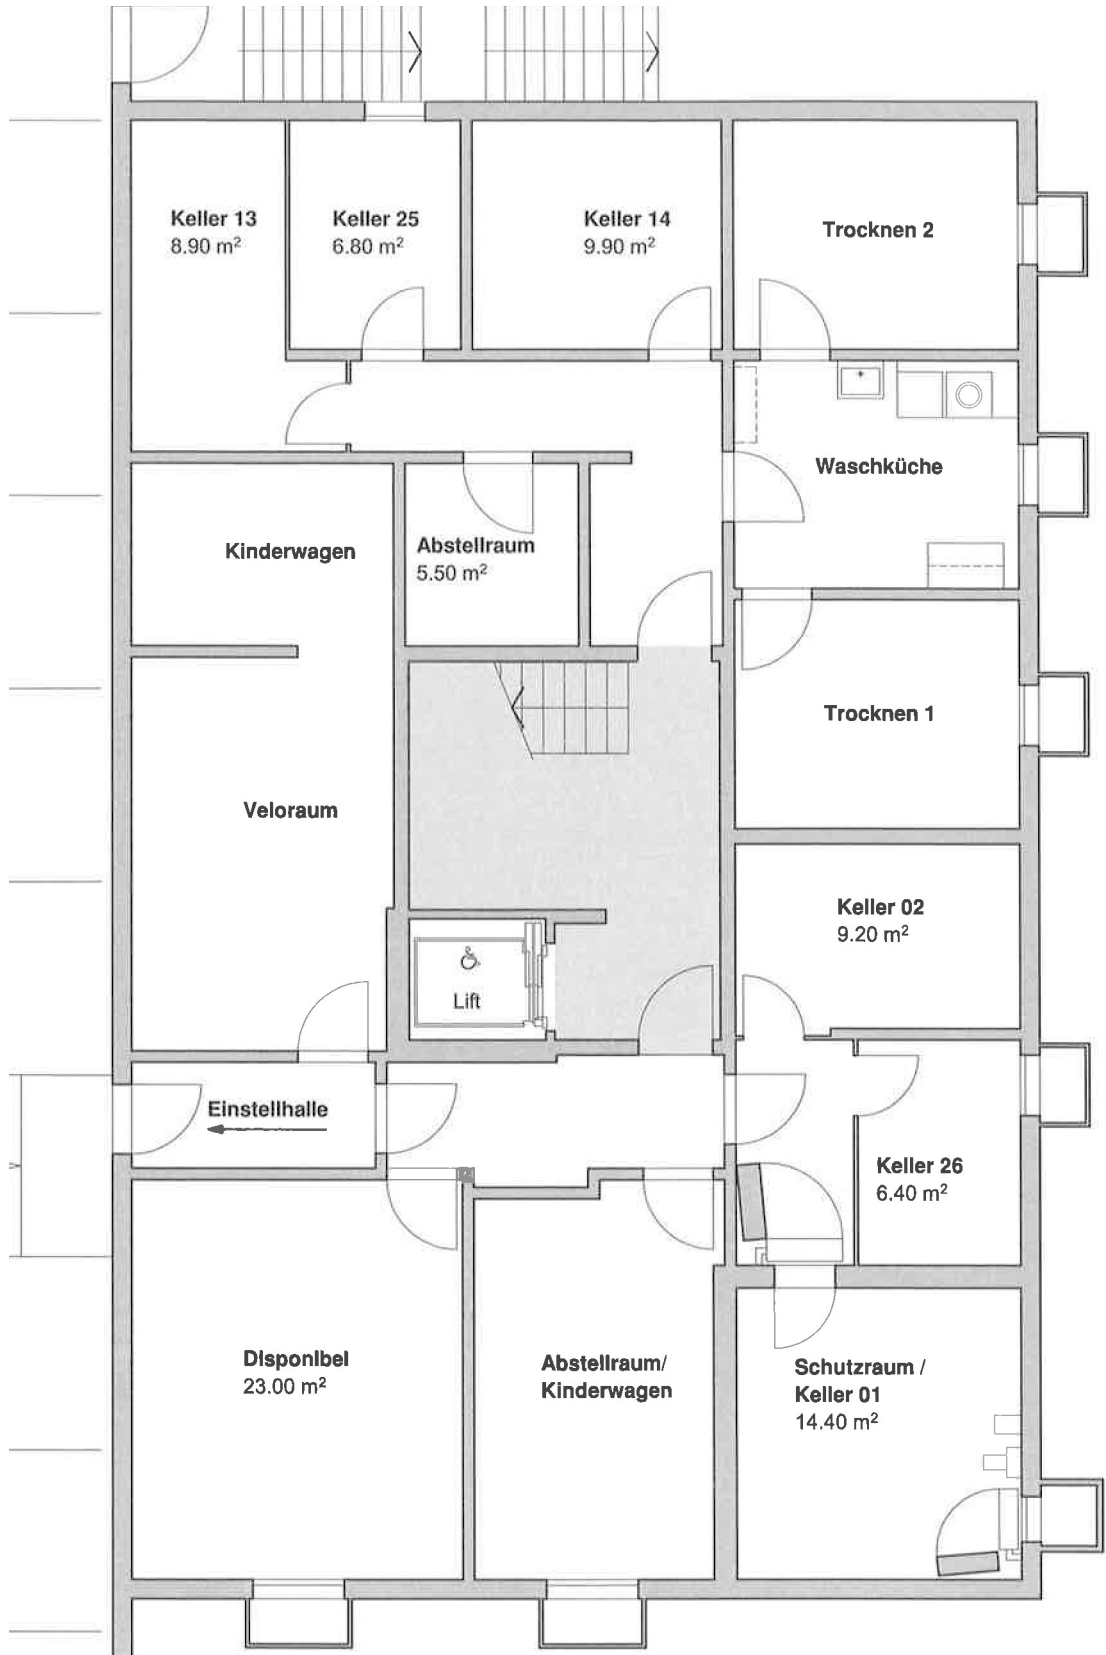 Keller 13
8.90 m²
Keller 25
6.80 m²
Keller 14
9.90 m²
Trocknen 2
Waschküche
Kinderwagen
Abstellraum
5.50 m²
Trocknen 1
Veloraum
Keller 02
9.20 m²
Lift
Einstellhalle
Keller 26
6.40 m²
Disponibel
23.00 m²
Abstellraum/
Kinderwagen
Schutzraum /
Keller 01
14.40 m²